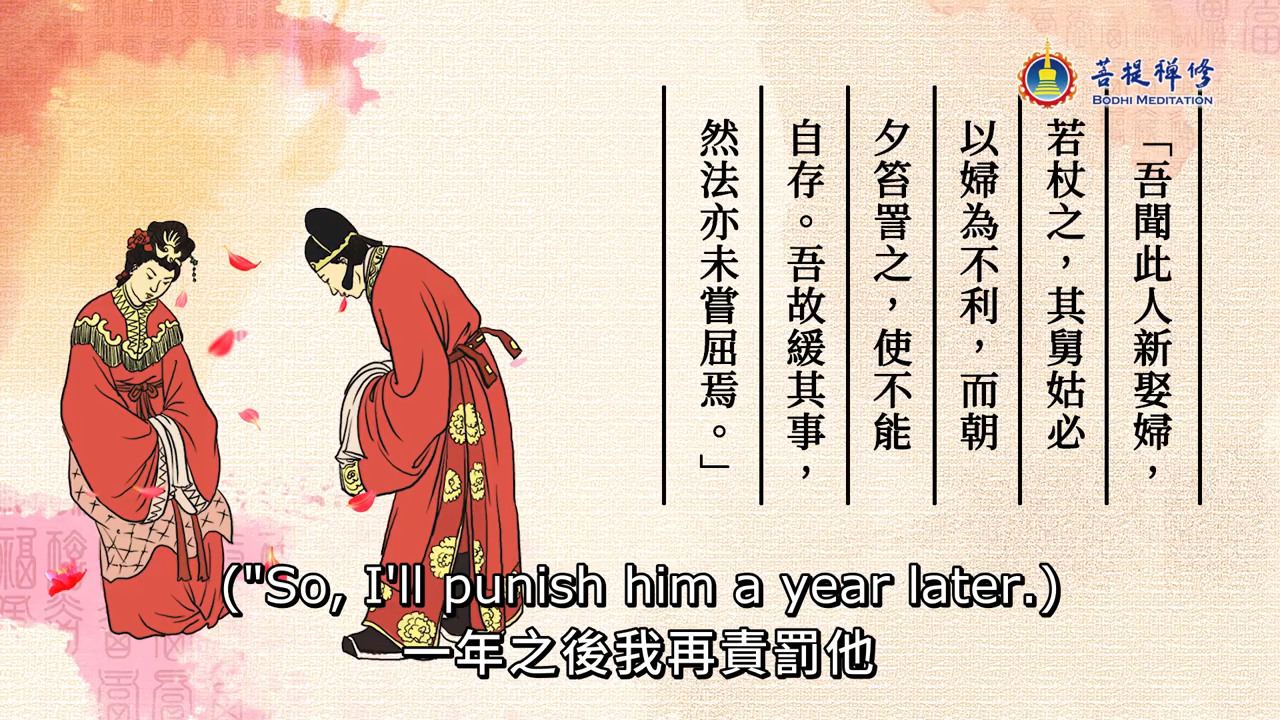 菩提禪修
BODHI MEDITATION
「吾聞此人新娶婦，
若杖之，其舅姑必
以婦為不利，而朝
夕笞詈之，使不能
自存。吾故緩其事，
然法亦未嘗屈焉。」
("So, I'll punish him a year later.)
一年之後我再責罰他